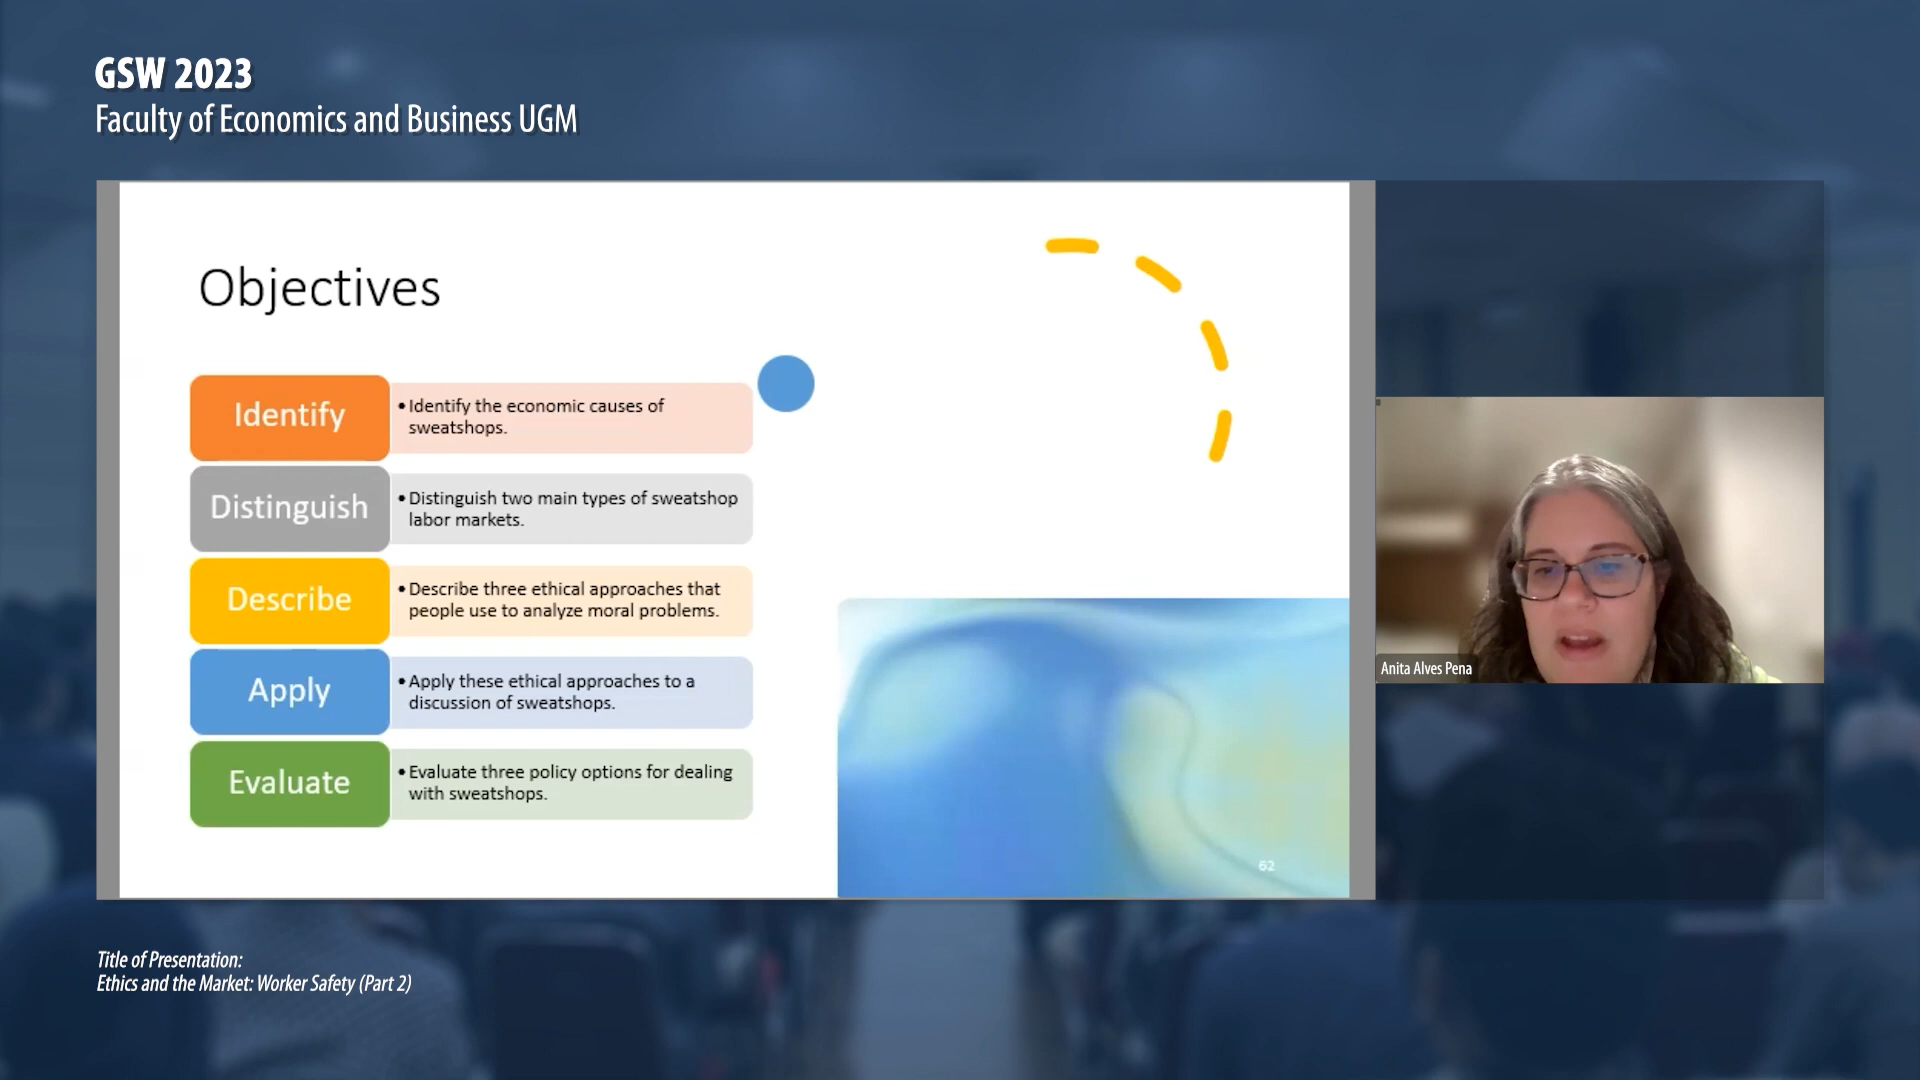 GSW 2023
Faculty of Economics and Business UGM
Objectives
Identify
•Identify the economic causes of
sweatshops.
Distinguish
•Distinguish two main types of sweatshop
labor markets.
Describe
•Describe three ethical approaches that
people use to analyze moral problems.
Apply
•Apply these ethical approaches to a
discussion of sweatshops.
Evaluate
•Evaluate three policy options for dealing
with sweatshops.
62
Anita Alves Pena
Title of Presentation:
Ethics and the Market: Worker Safety (Part 2)